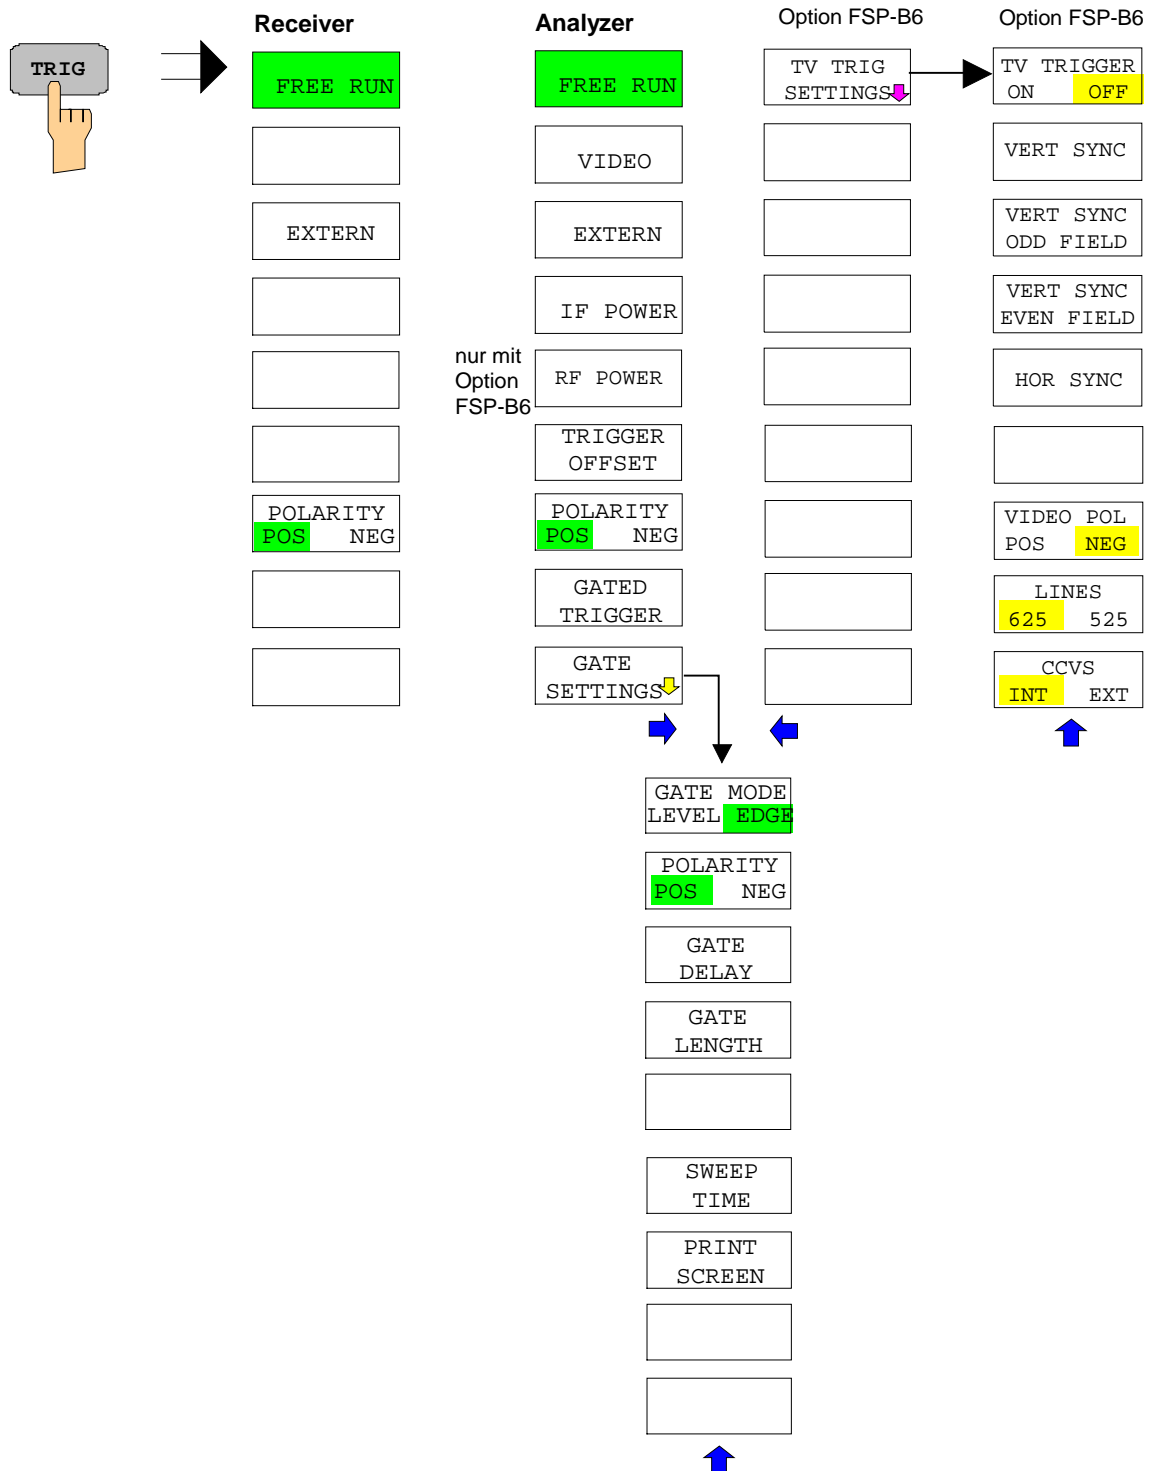 TRIG
Receiver
FREE RUN
EXTERN
POLARITY
POS NEG
Analyzer
FREE RUN
VIDEO
EXTERN
IF POWER
nur mit
Option
FSP-B6
RF POWER
TRIGGER
OFFSET
POLARITY
POS NEG
GATED
TRIGGER
GATE
SETTINGS
GATE MODE
LEVEL EDGE
POLARITY
POS NEG
GATE
DELAY
GATE
LENGTH
SWEEP
TIME
PRINT
SCREEN
Option FSP-B6
TV TRIG
SETTINGS
Option FSP-B6
TV TRIGGER
ON OFF
VERT SYNC
VERT SYNC
ODD FIELD
VERT SYNC
EVEN FIELD
HOR SYNC
VIDEO POL
POS NEG
LINES
625 525
CCVS
INT EXT